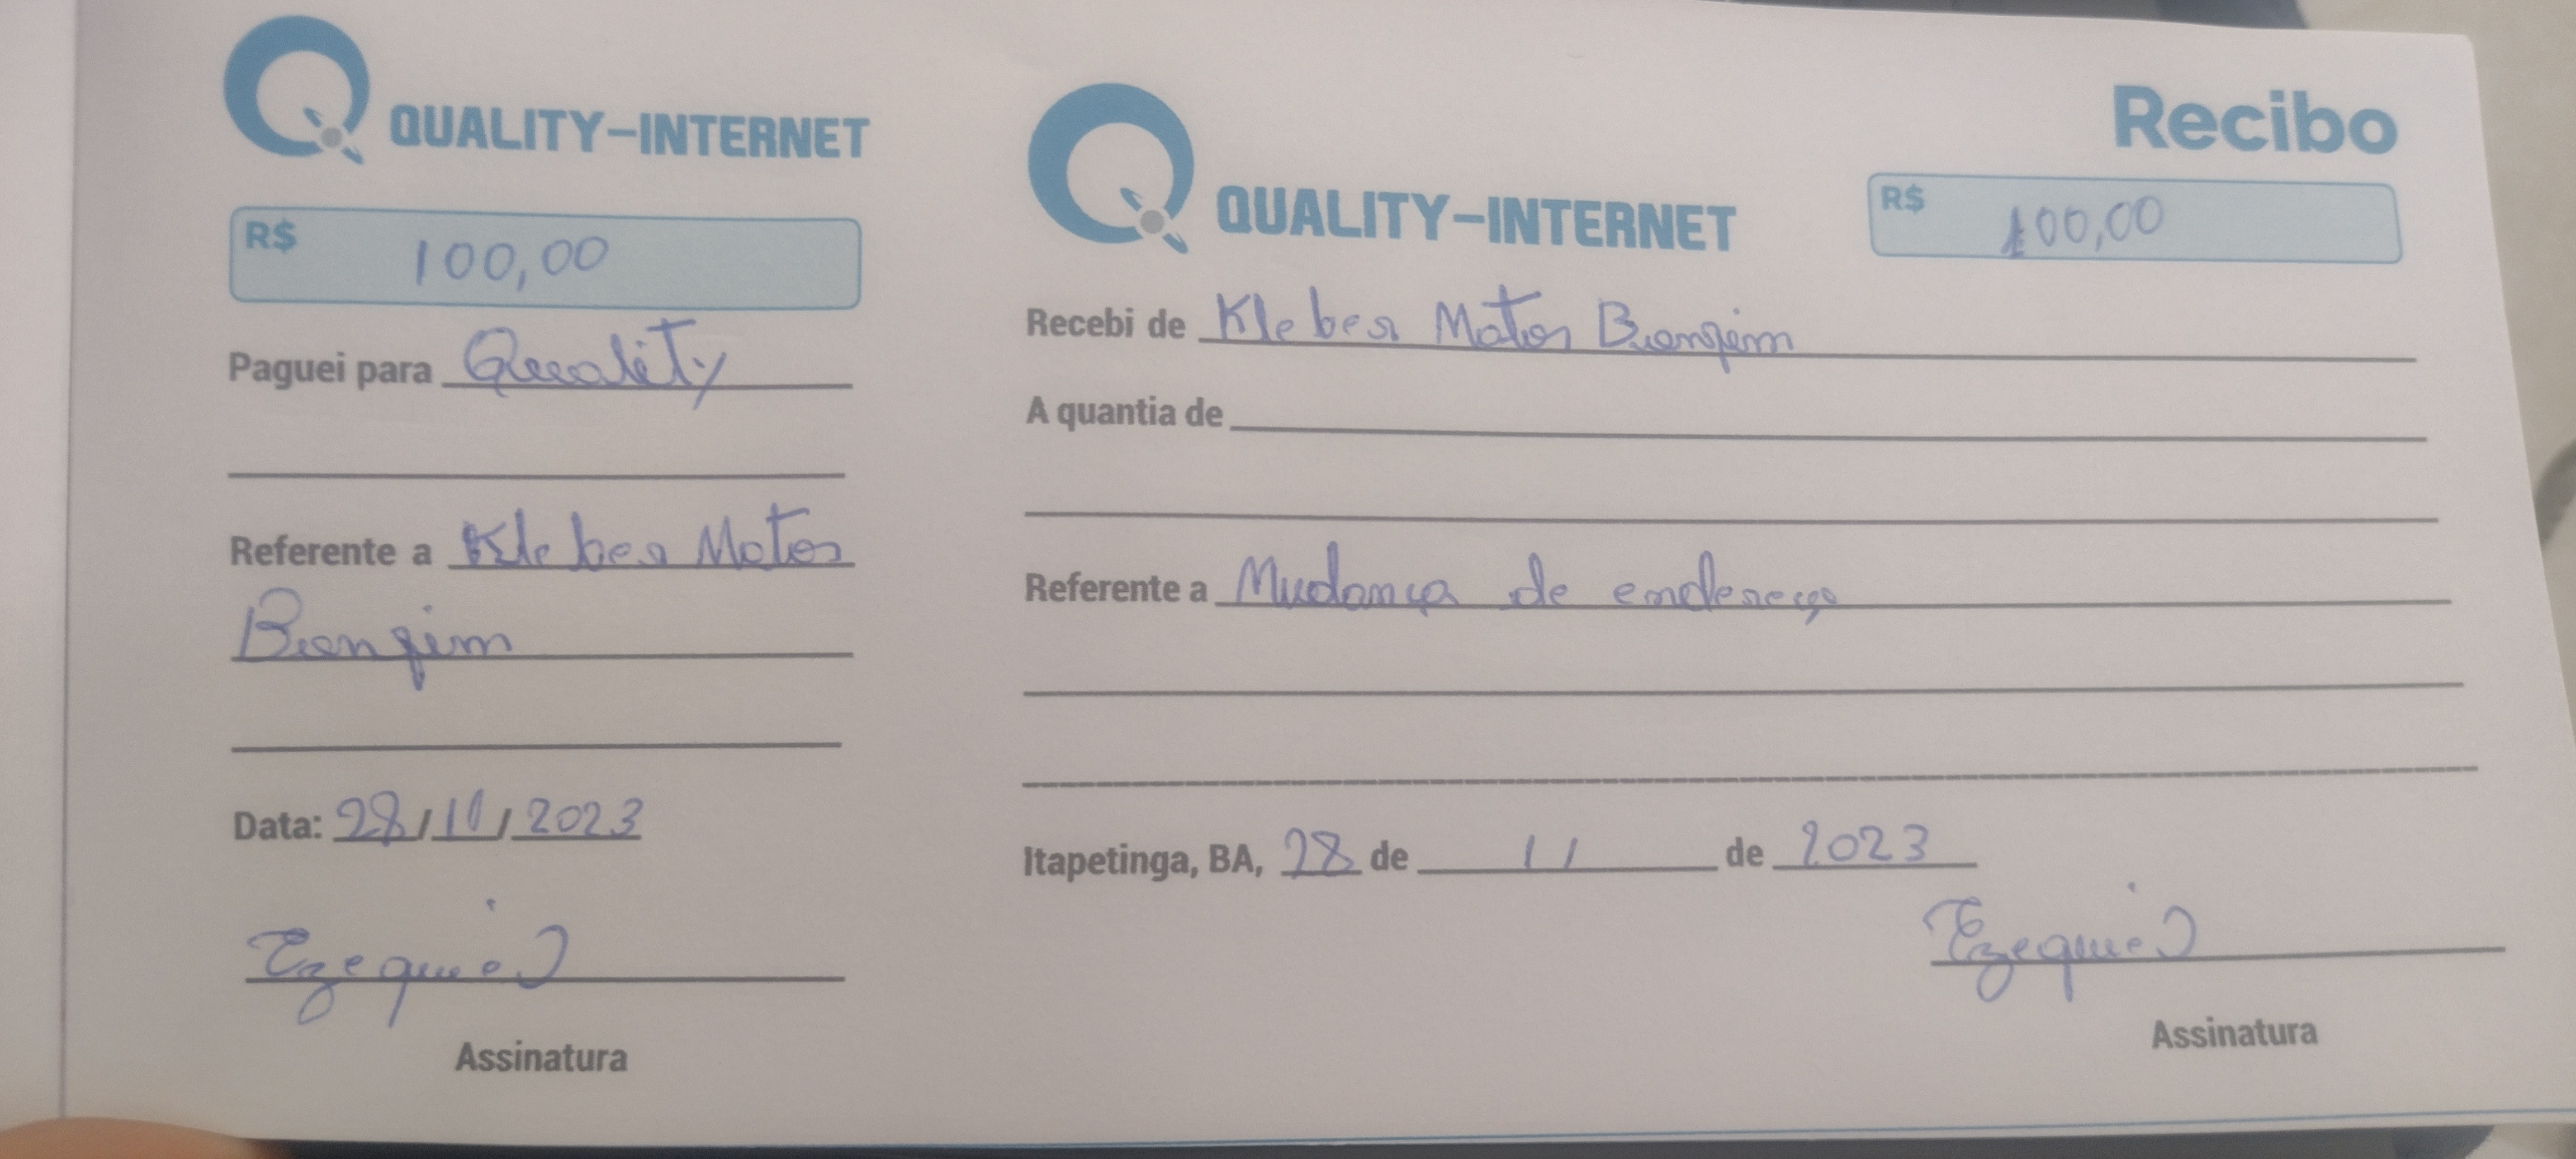 QUALITY-INTERNET
R$ 100,00
Paguei para Quality
Referente a Kleber Matos
Bomfim
Data: 28/11/2023
Ezequiel
Assinatura
QUALITY-INTERNET
Recibo
R$ 100,00
Recebi de Kleber Matos Bomfim
A quantia de
Referente a Mudança de endereço
Itapetinga, BA, 28 de 11 de 2023
Ezequiel
Assinatura